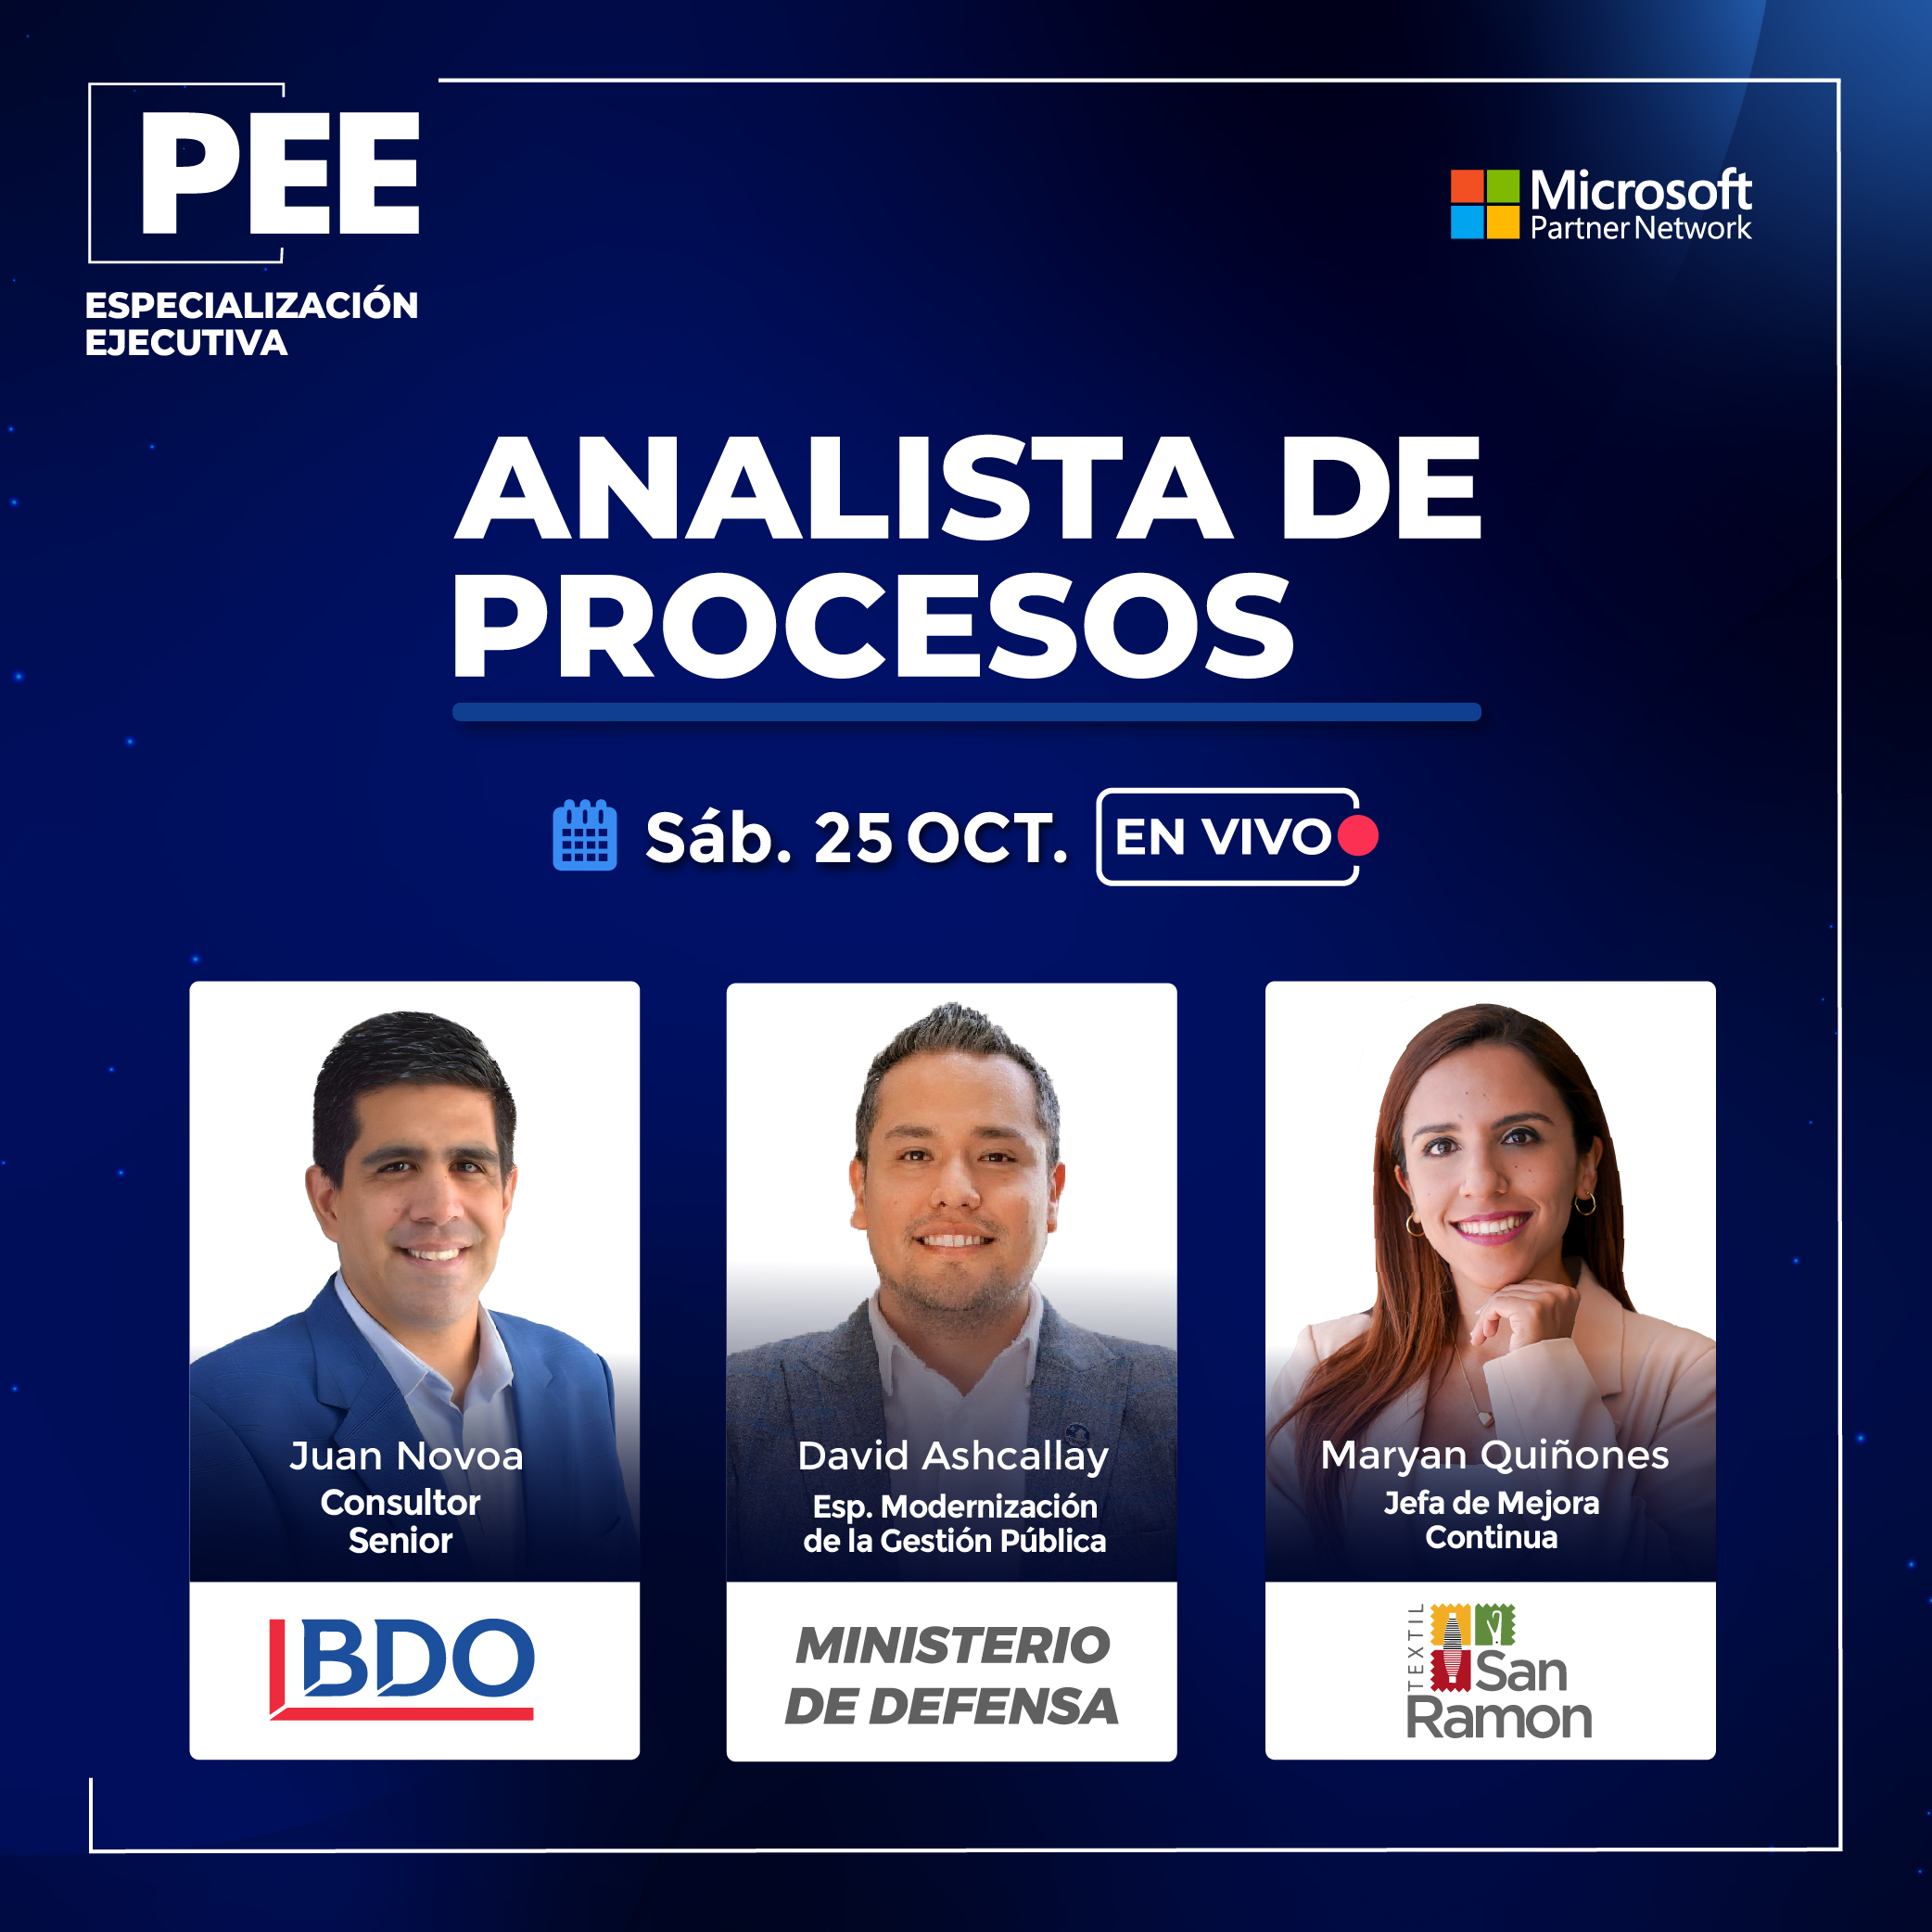 PEE
ESPECIALIZACIÓN
EJECUTIVA
Microsoft
Partner Network
ANALISTA DE
PROCESOS
Sáb. 25 OCT.
EN VIVO
Juan Novoa
Consultor
Senior
BDO
David Ashcallay
Esp. Modernización
de la Gestión Pública
MINISTERIO
DE DEFENSA
Maryan Quiñones
Jefa de Mejora
Continua
TEXTIL
San
Ramon